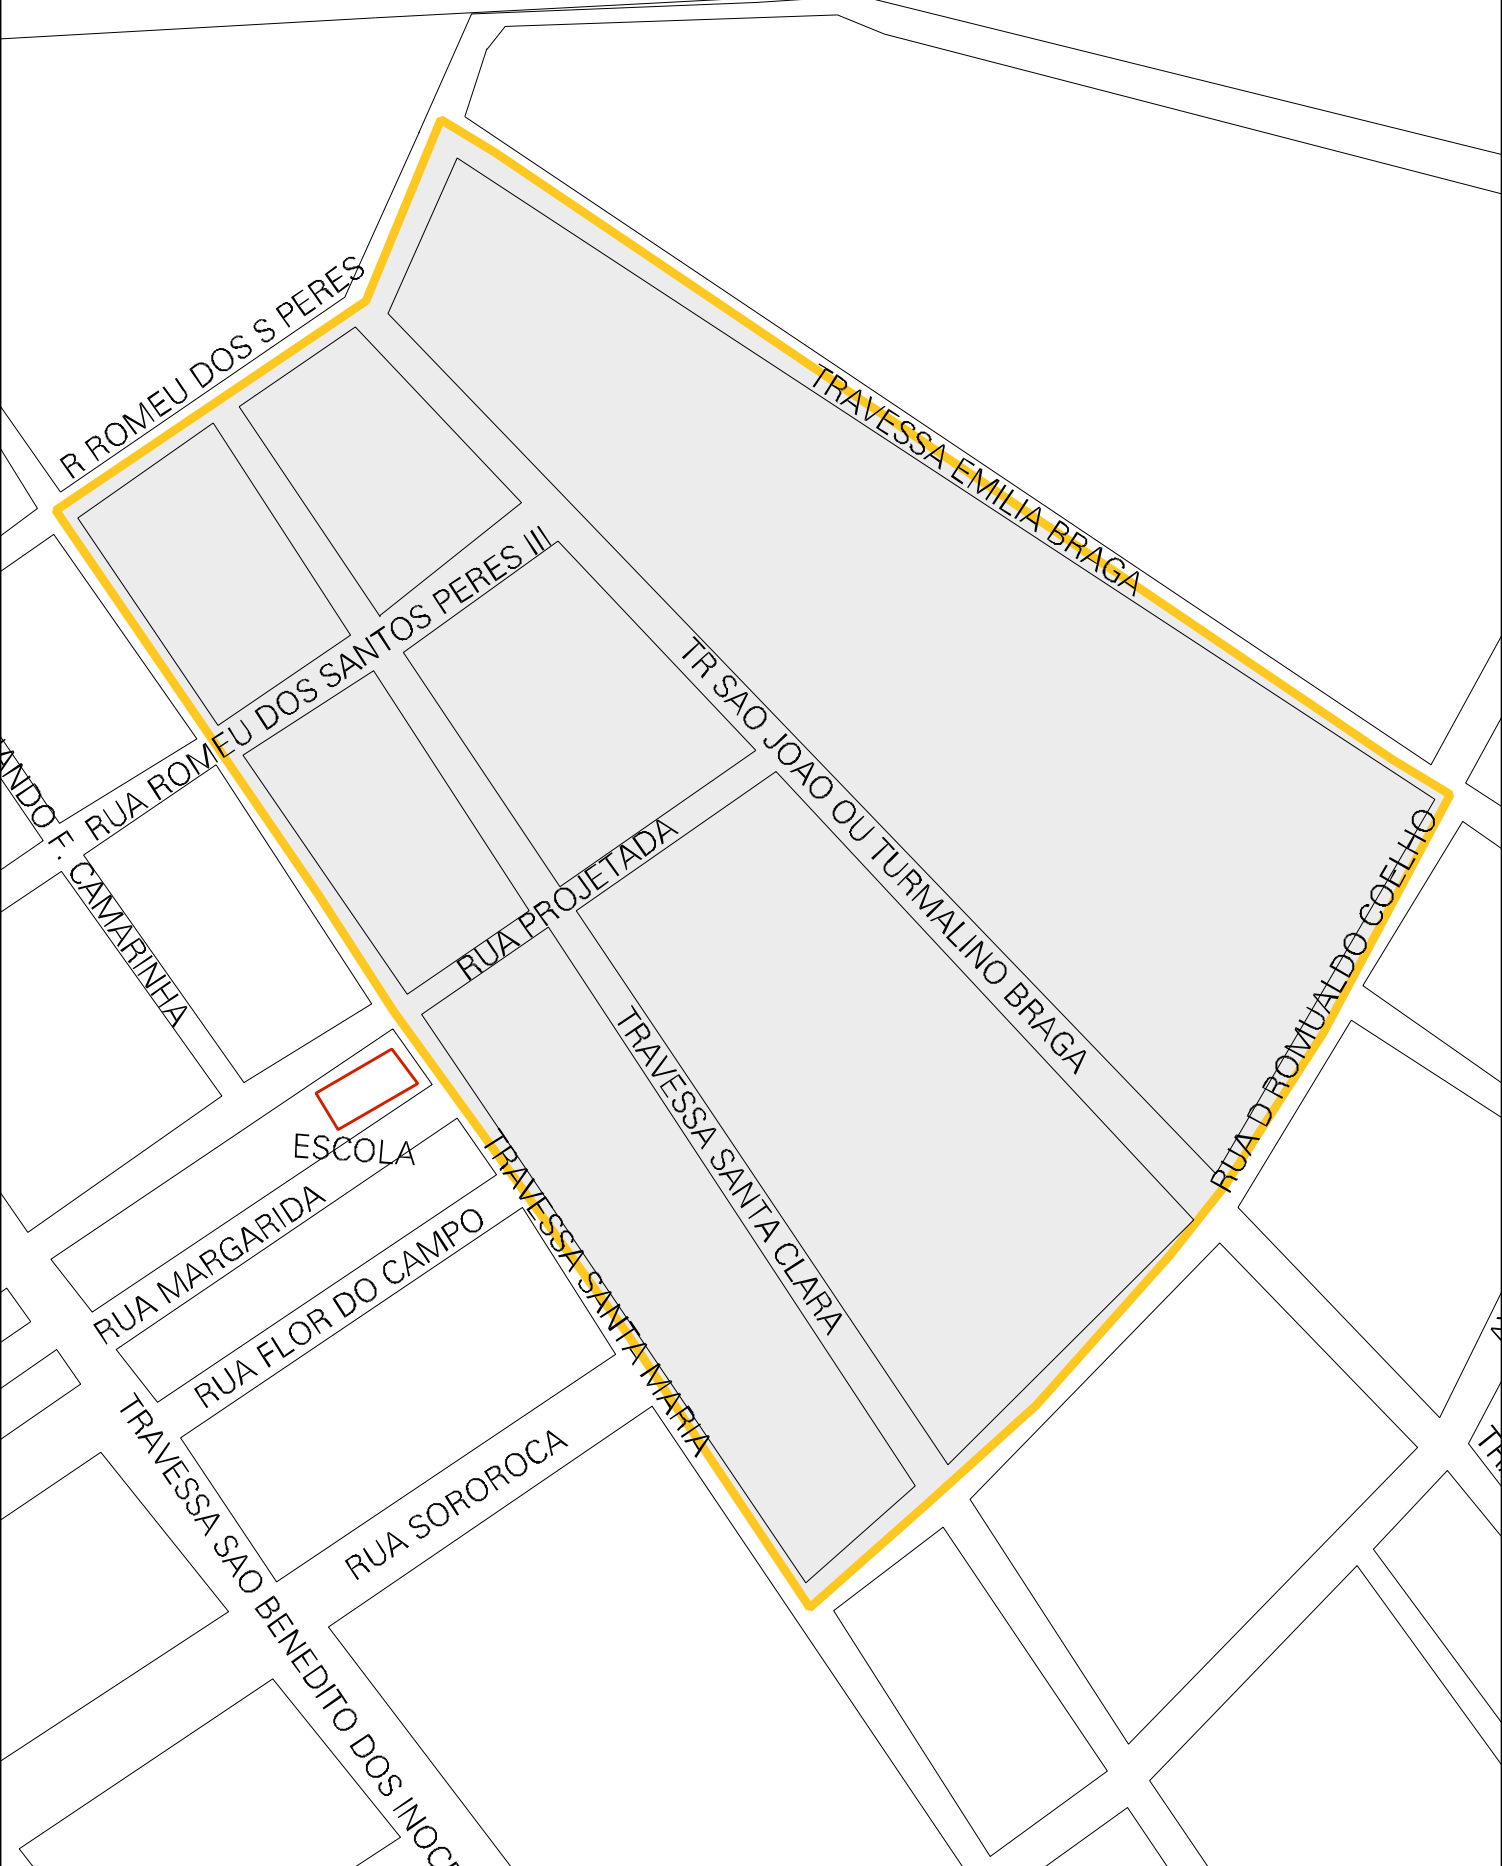 R ROMEU DOS S PERES
TRAVESSA EMILIA BRAGA
RUA ROMEU DOS SANTOS PERES III
TR SAO JOAO OU TURMALINO BRAGA
F. CAMARINHA
RUA PROJETADA
RUA D ROMUALDO COELHO
TRAVESSA SANTA CLARA
ESCOLA
TRAVESSA SANTA MARIA
RUA MARGARIDA
RUA FLOR DO CAMPO
TRAVESSA SAO BENEDITO DOS
RUA SOROROCA